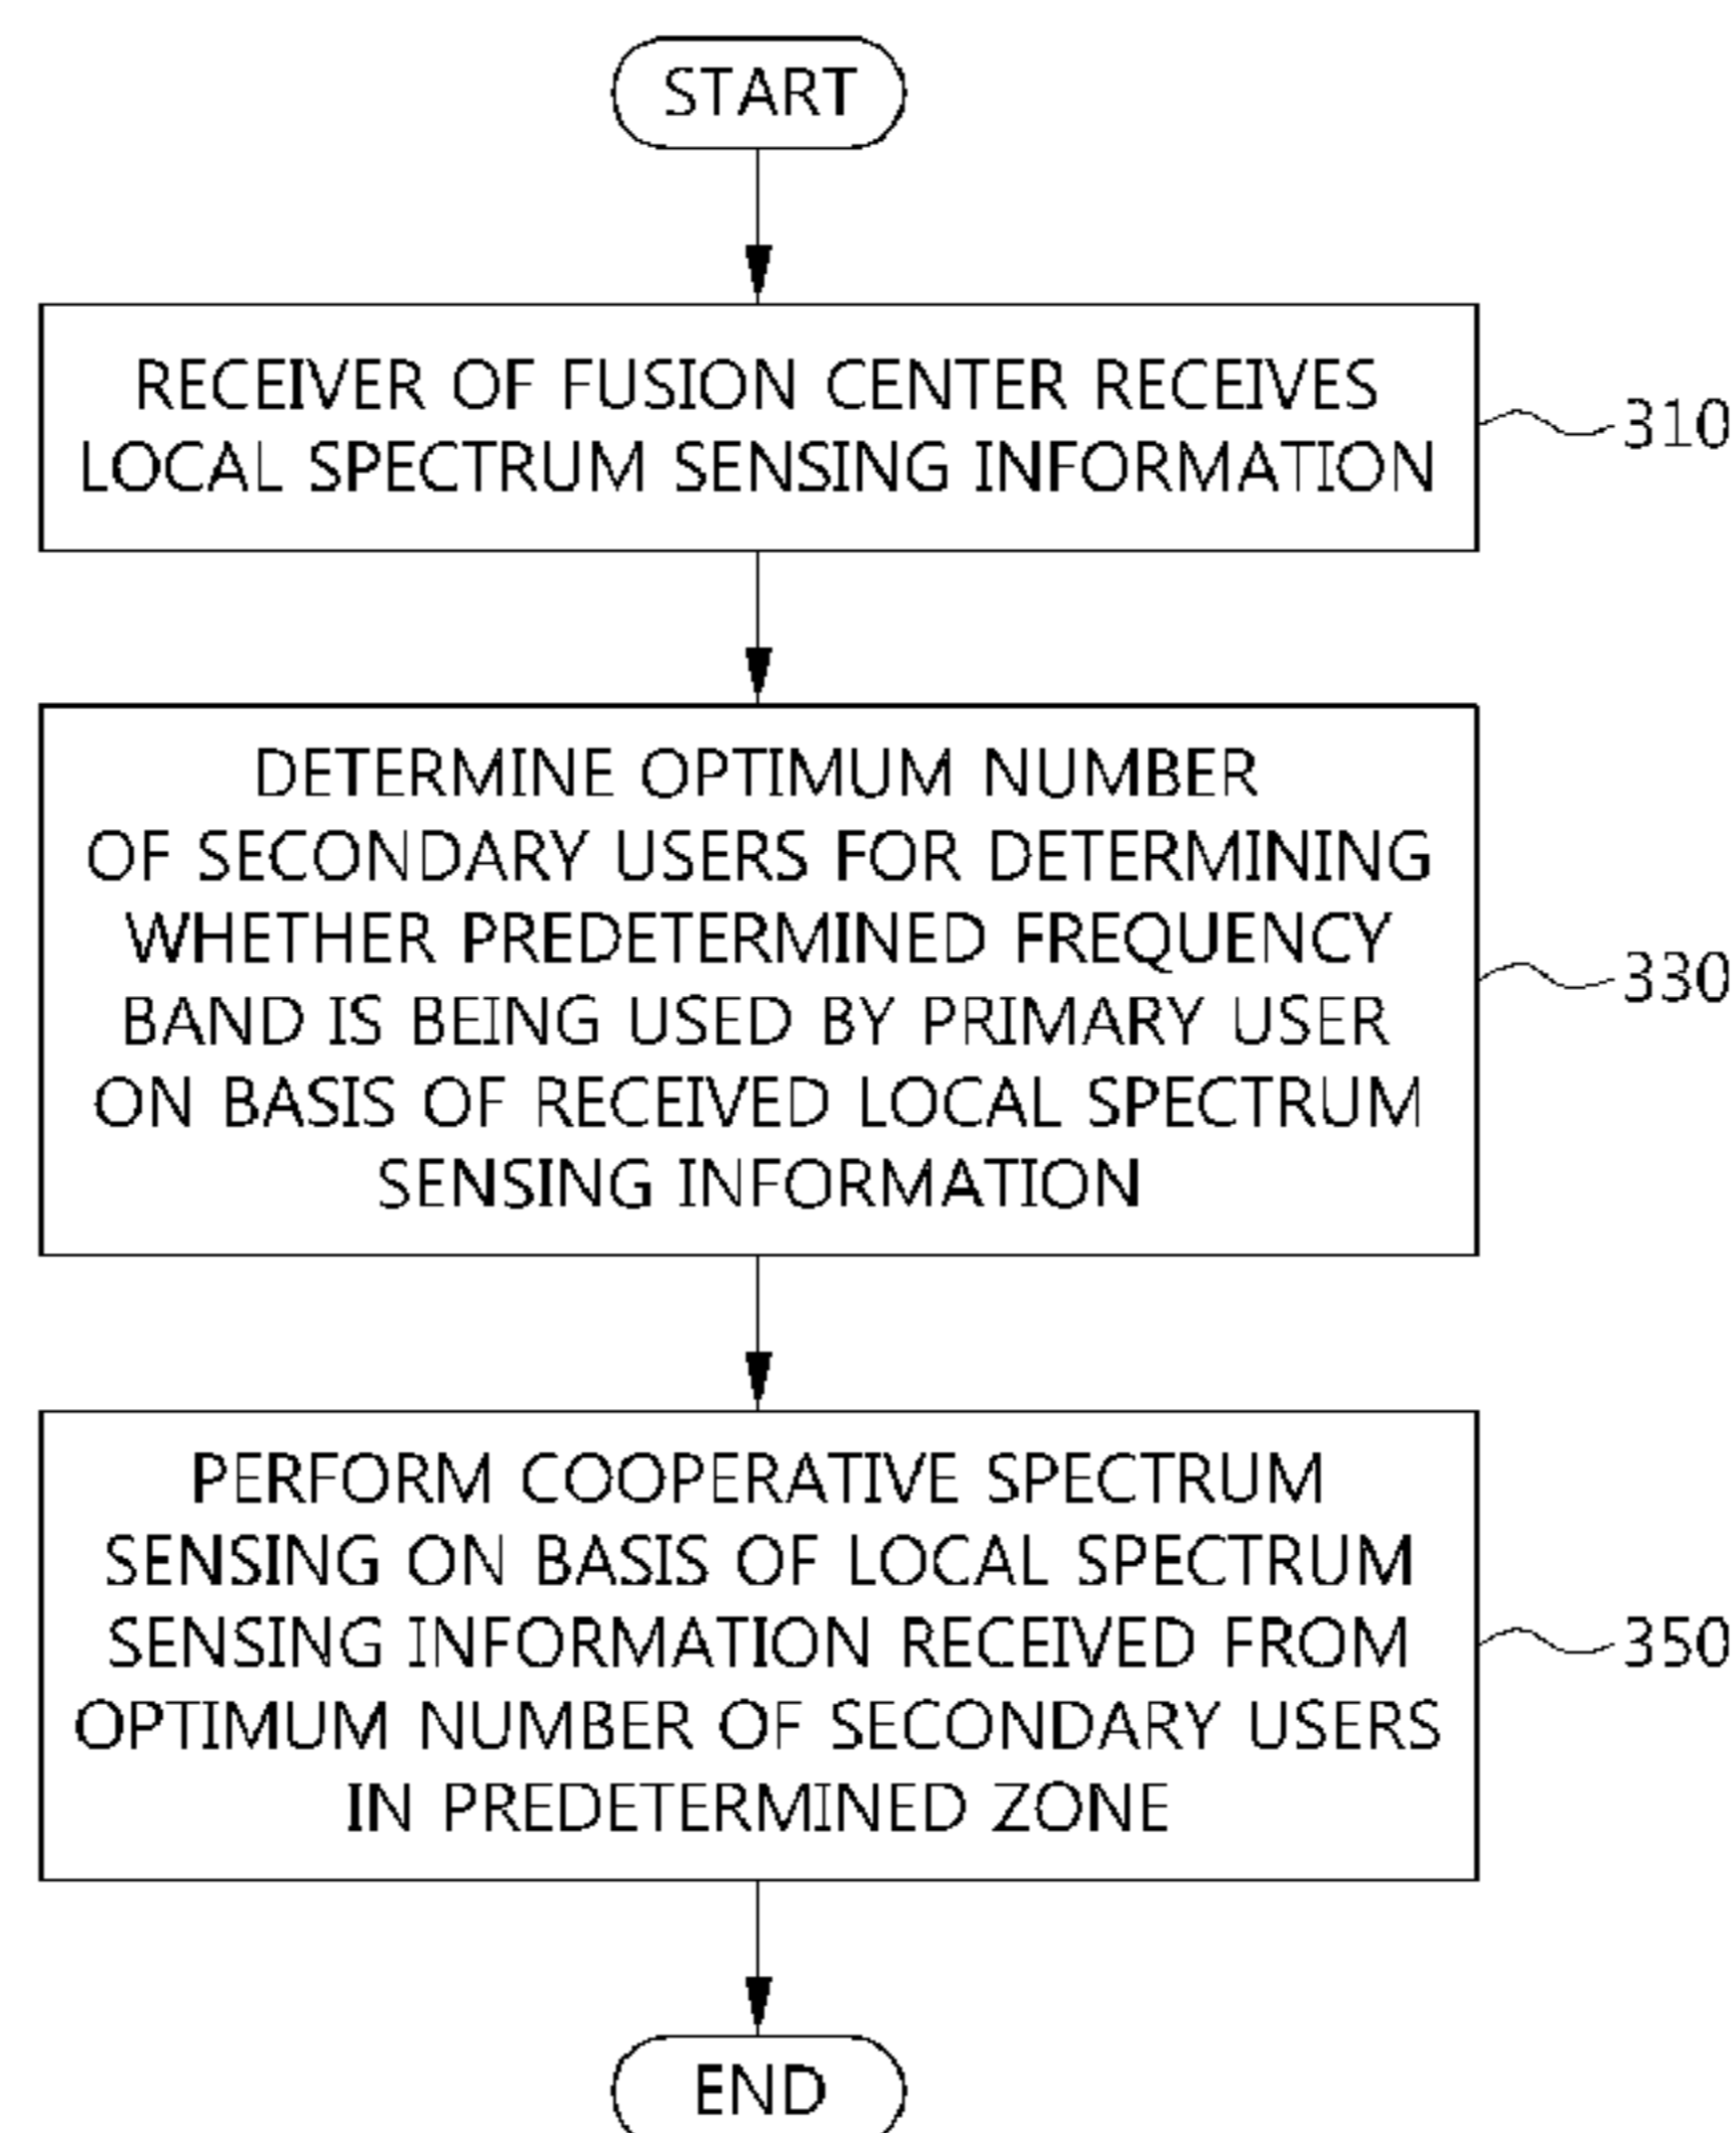 START
RECEIVER OF FUSION CENTER RECEIVES
LOCAL SPECTRUM SENSING INFORMATION
310
DETERMINE OPTIMUM NUMBER
OF SECONDARY USERS FOR DETERMINING
WHETHER PREDETERMINED FREQUENCY
BAND IS BEING USED BY PRIMARY USER
ON BASIS OF RECEIVED LOCAL SPECTRUM
SENSING INFORMATION
330
PERFORM COOPERATIVE SPECTRUM
SENSING ON BASIS OF LOCAL SPECTRUM
SENSING INFORMATION RECEIVED FROM
OPTIMUM NUMBER OF SECONDARY USERS
IN PREDETERMINED ZONE
350
END